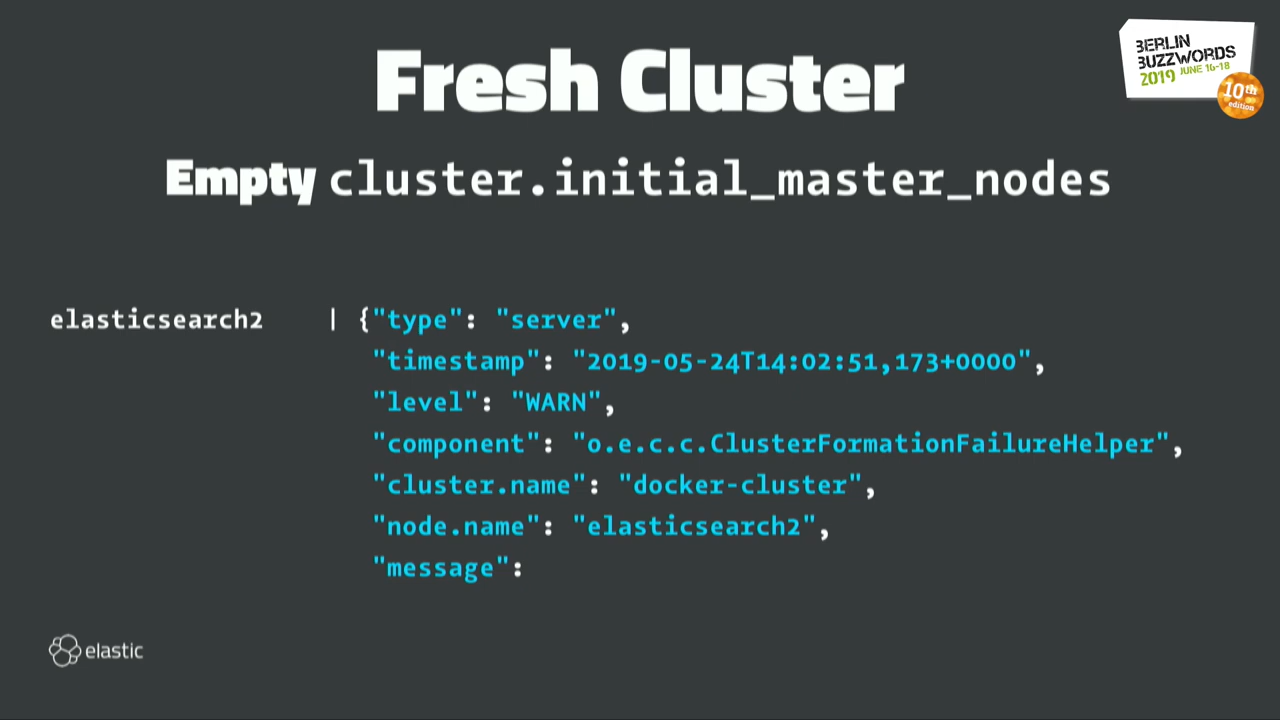 BERLIN
BUZZWORDS
2019 JUNE 16-18
10th
edition
Fresh Cluster
Empty cluster.initial_master_nodes
elasticsearch2 | {"type": "server",
"timestamp": "2019-05-24T14:02:51,173+0000",
"level": "WARN",
"component": "o.e.c.c.ClusterFormationFailureHelper",
"cluster.name": "docker-cluster",
"node.name": "elasticsearch2",
"message":
elastic